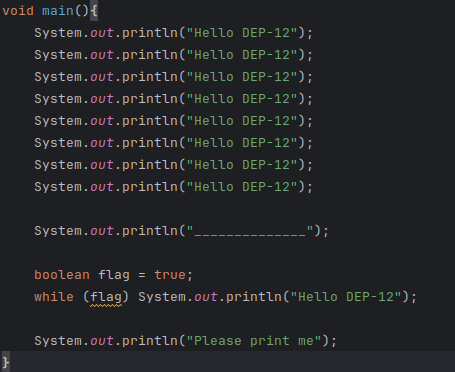 void main(){
    System.out.println("Hello DEP-12");
    System.out.println("Hello DEP-12");
    System.out.println("Hello DEP-12");
    System.out.println("Hello DEP-12");
    System.out.println("Hello DEP-12");
    System.out.println("Hello DEP-12");
    System.out.println("Hello DEP-12");
    System.out.println("Hello DEP-12");

    System.out.println("______________");

    boolean flag = true;
    while (flag) System.out.println("Hello DEP-12");

    System.out.println("Please print me");
}